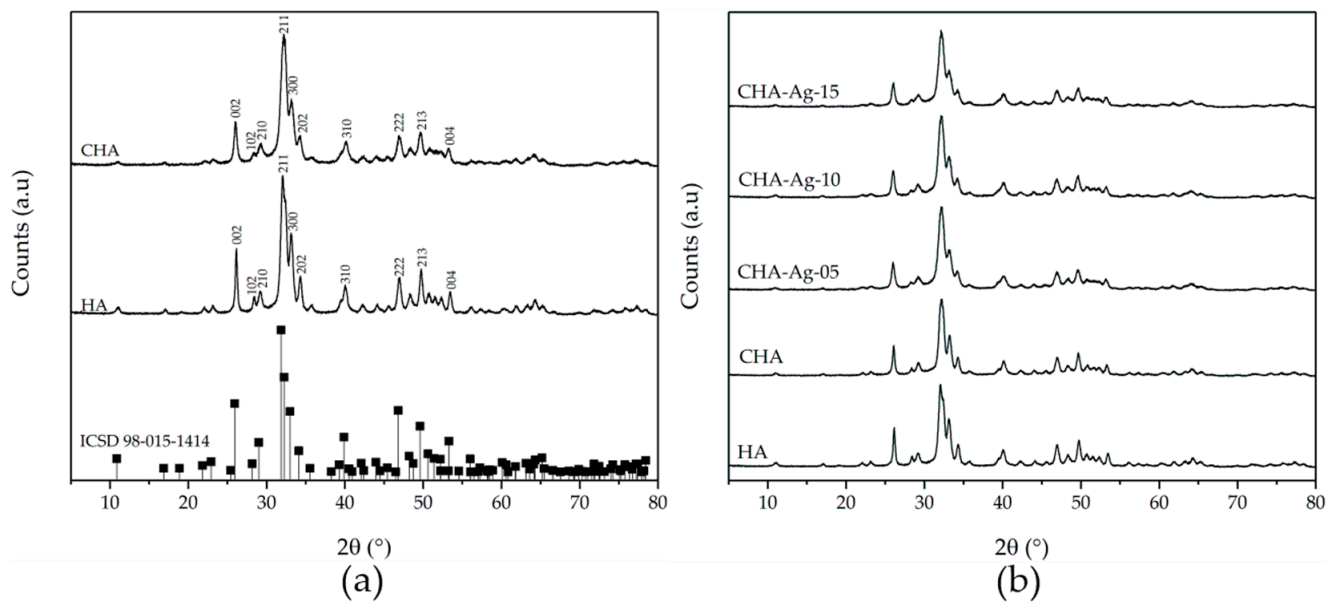 211
300
002
102
210
202
310
222
213
004
CHA
211
300
002
102
210
202
310
222
213
004
HA
ICSD 98-015-1414
Counts (a.u)
10 20 30 40 50 60 70 80
2θ (°)
(a)
CHA-Ag-15
CHA-Ag-10
CHA-Ag-05
CHA
HA
Counts (a.u)
10 20 30 40 50 60 70 80
2θ (°)
(b)